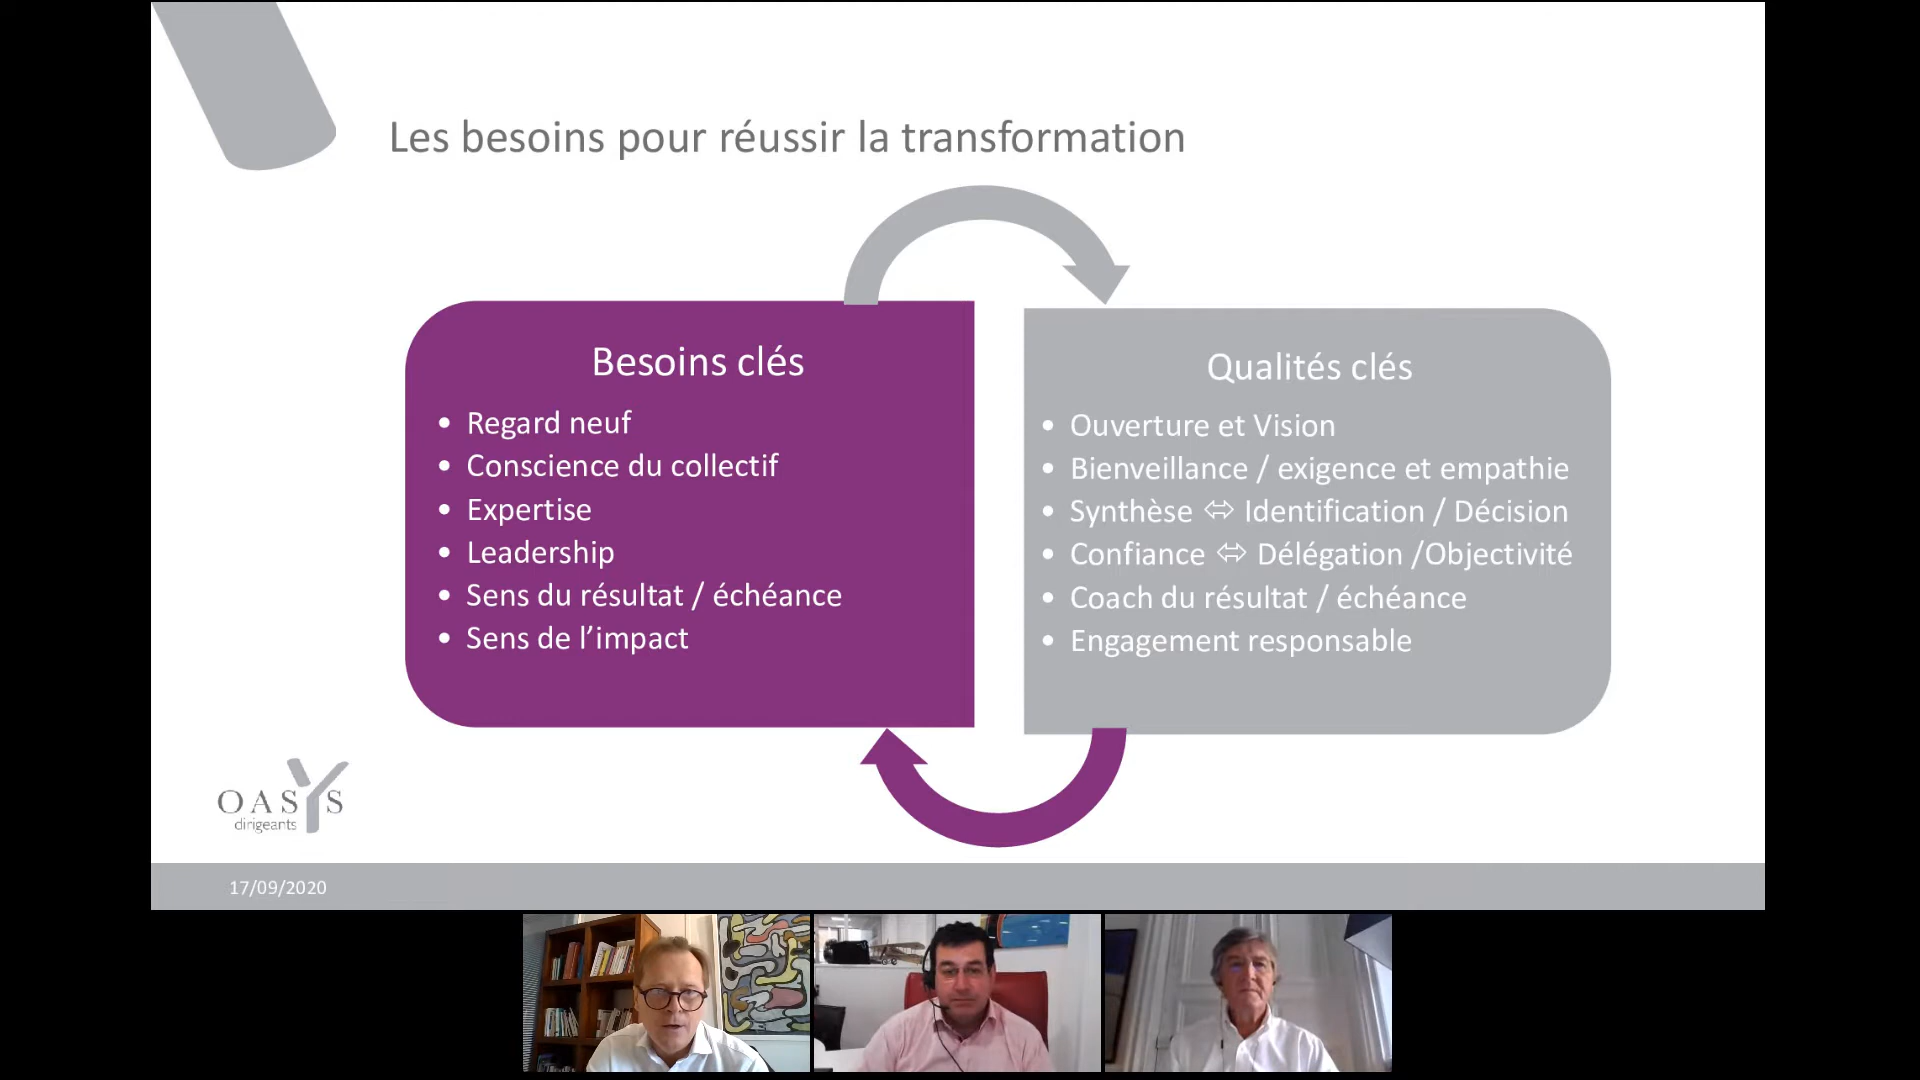 Les besoins pour réussir la transformation
Besoins clés
• Regard neuf
• Conscience du collectif
• Expertise
• Leadership
• Sens du résultat / échéance
• Sens de l’impact
Qualités clés
• Ouverture et Vision
• Bienveillance / exigence et empathie
• Synthèse ⬄ Identification / Décision
• Confiance ⬄ Délégation /Objectivité
• Coach du résultat / échéance
• Engagement responsable
OASYS
dirigeants
17/09/2020